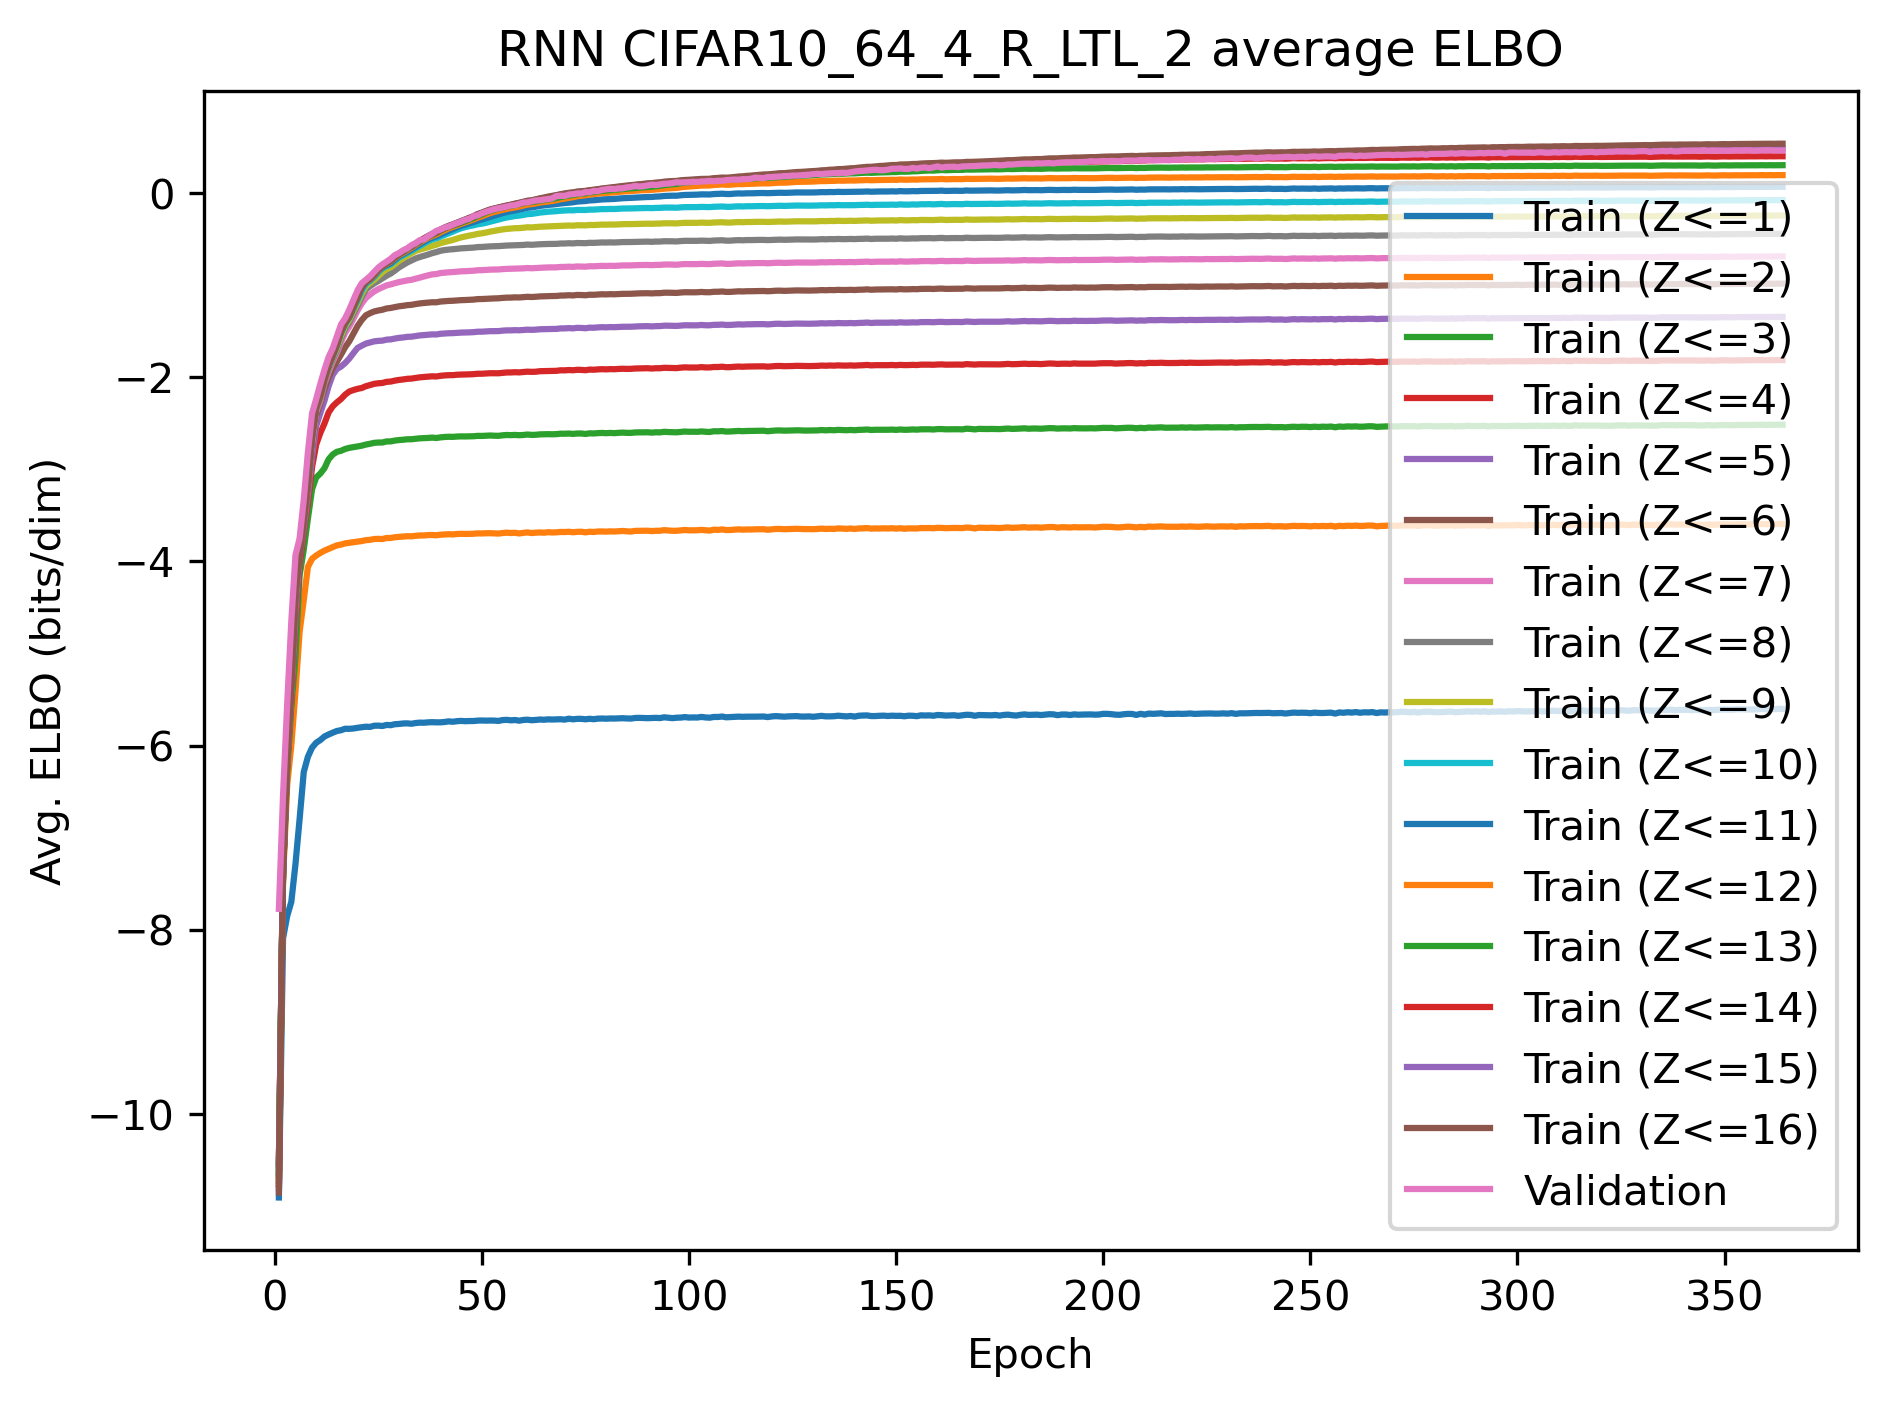 RNN CIFAR10_64_4_R_LTL_2 average ELBO
Avg. ELBO (bits/dim)
0
−2
−4
−6
−8
−10
Train (Z<=1)
Train (Z<=2)
Train (Z<=3)
Train (Z<=4)
Train (Z<=5)
Train (Z<=6)
Train (Z<=7)
Train (Z<=8)
Train (Z<=9)
Train (Z<=10)
Train (Z<=11)
Train (Z<=12)
Train (Z<=13)
Train (Z<=14)
Train (Z<=15)
Train (Z<=16)
Validation
0 50 100 150 200 250 300 350
Epoch